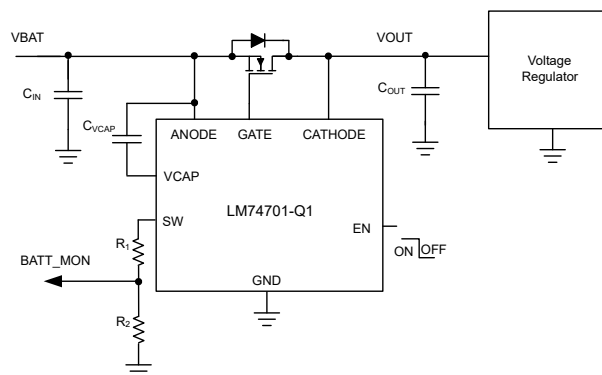 VBAT
VOUT
Voltage
Regulator
CIN
COUT
CVCAP
ANODE
GATE
CATHODE
VCAP
LM74701-Q1
SW
EN
ON
OFF
R1
BATT_MON
GND
R2